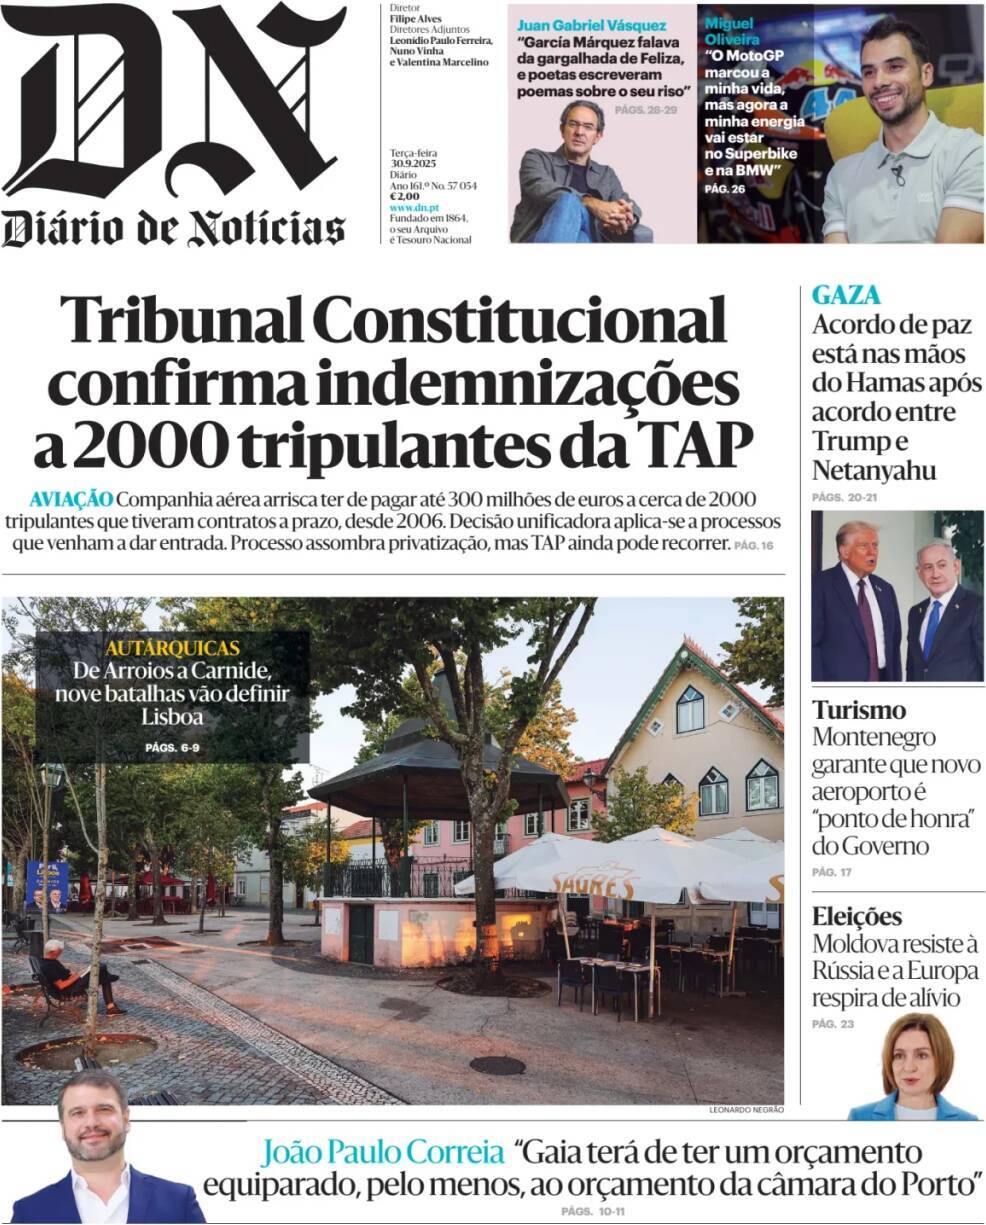 DN
Diário de Notícias
Diretor
Filipe Alves
Diretores Adjuntos
Leonídio Paulo Ferreira,
Nuno Vinha
e Valentina Marcelino
Terça-feira
30.9.2025
Diário
Ano 161.º No. 57 054
€ 2,00
www.dn.pt
Fundado em 1864,
o seu Arquivo
é Tesouro Nacional
Juan Gabriel Vásquez
“García Márquez falava
da gargalhada de Feliza,
e poetas escreveram
poemas sobre o seu riso”
PÁGS. 28-29
Miguel
Oliveira
“O MotoGP
marcou a
minha vida,
mas agora a
minha energia
vai estar
no Superbike
e na BMW”
PÁG. 26
Tribunal Constitucional
confirma indemnizações
a 2000 tripulantes da TAP
AVIAÇÃO Companhia aérea arrisca ter de pagar até 300 milhões de euros a cerca de 2000
tripulantes que tiveram contratos a prazo, desde 2006. Decisão unificadora aplica-se a processos
que venham a dar entrada. Processo assombra privatização, mas TAP ainda pode recorrer. PÁG. 16
AUTÁRQUICAS
De Arroios a Carnide,
nove batalhas vão definir
Lisboa
PÁGS. 6-9
SAGRES
LEONARDO NEGRÃO
GAZA
Acordo de paz
está nas mãos
do Hamas após
acordo entre
Trump e
Netanyahu
PÁGS. 20-21
Turismo
Montenegro
garante que novo
aeroporto é
“ponto de honra”
do Governo
PÁG. 17
Eleições
Moldova resiste à
Rússia e a Europa
respira de alívio
PÁG. 23
João Paulo Correia “Gaia terá de ter um orçamento
equiparado, pelo menos, ao orçamento da câmara do Porto”
PÁGS. 10-11